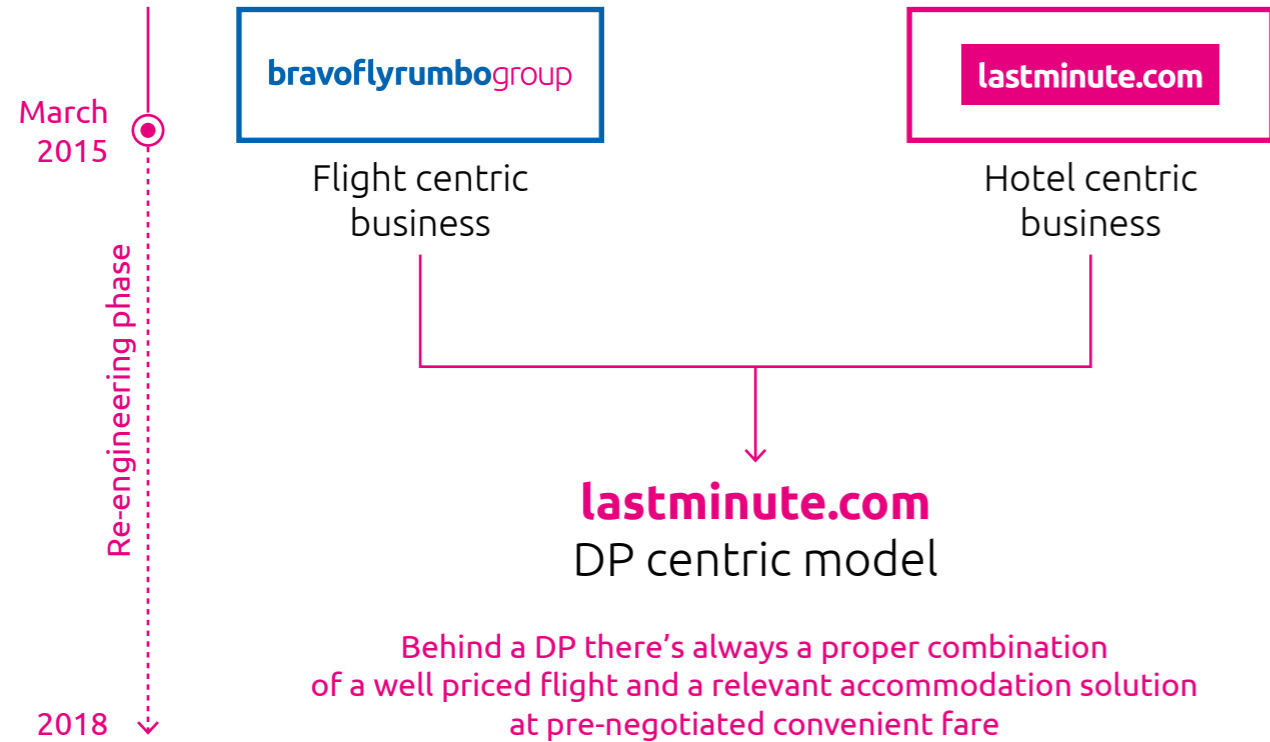 March
2015
Re-engineering phase
2018
bravoflyrumbogroup
Flight centric
business
lastminute.com
Hotel centric
business
lastminute.com
DP centric model
Behind a DP there’s always a proper combination
of a well priced flight and a relevant accommodation solution
at pre-negotiated convenient fare